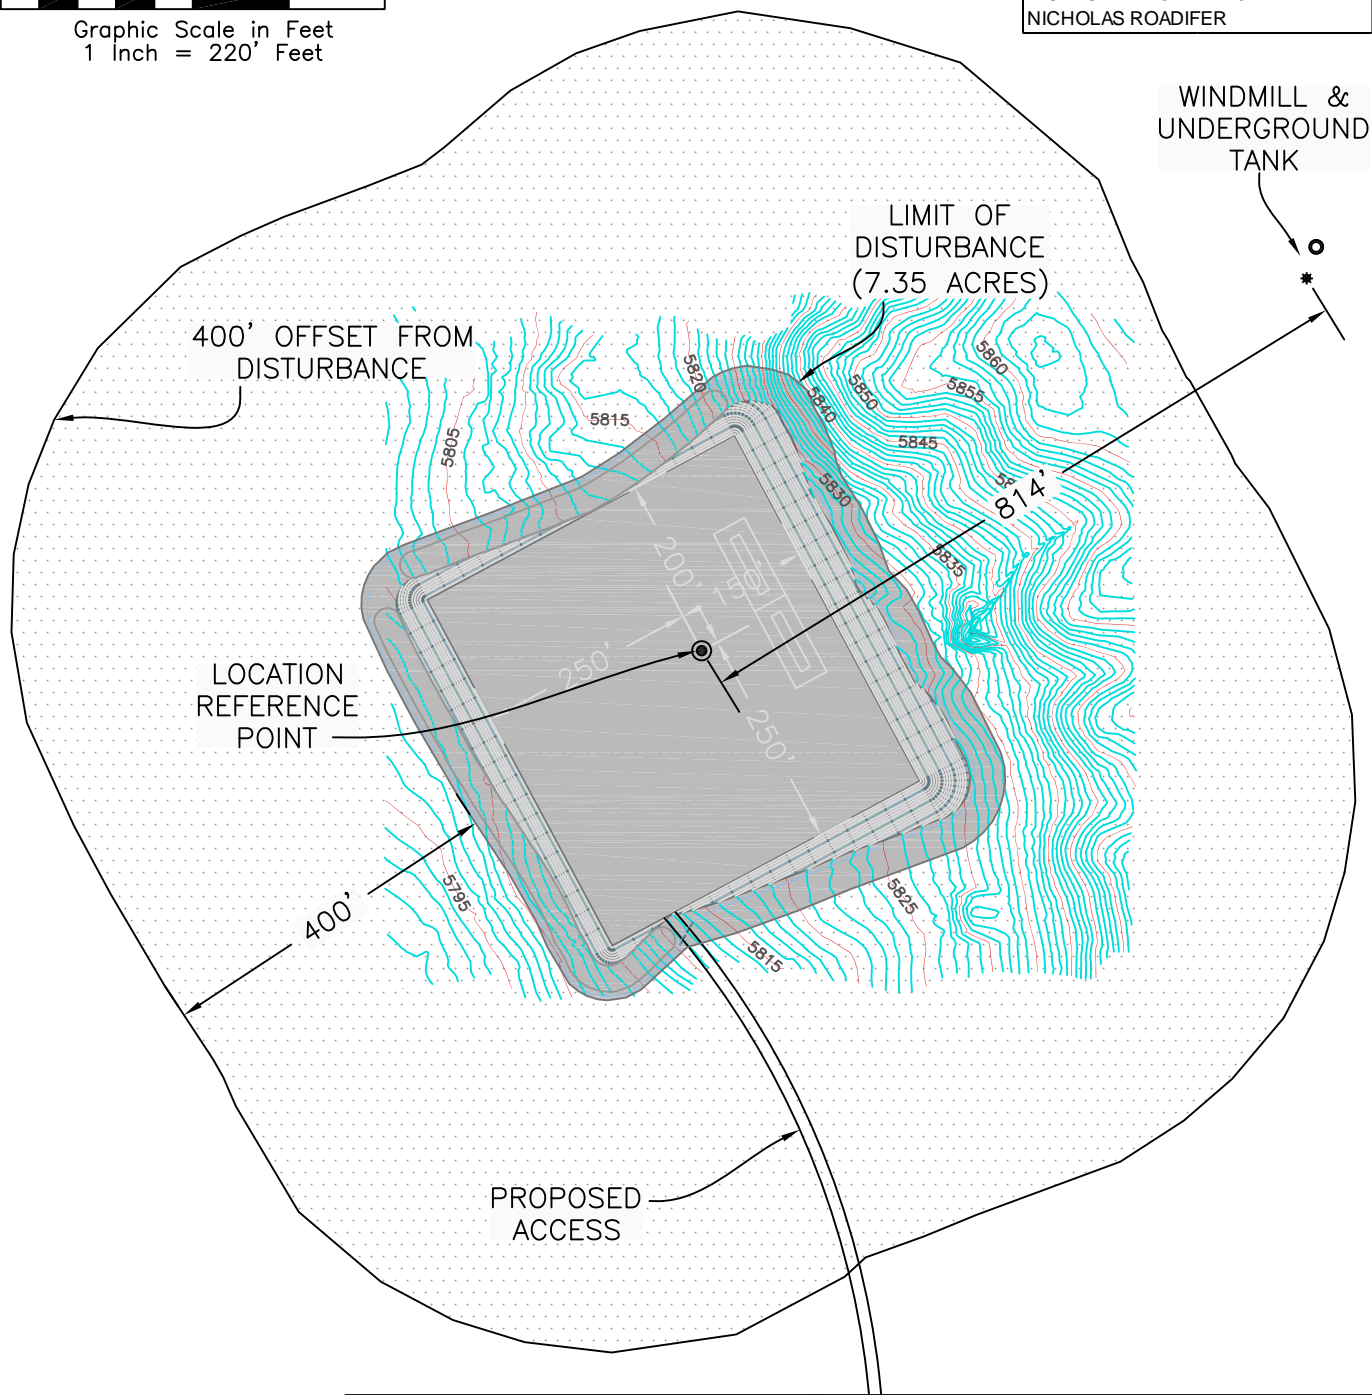 Graphic Scale in Feet
1 Inch = 220' Feet
NICHOLAS ROADIFER
WINDMILL &
UNDERGROUND
TANK
LIMIT OF
DISTURBANCE
(7.35 ACRES)
400' OFFSET FROM
DISTURBANCE
5820
5815
5805
5860
5855
5850
5840
5845
5830
5835
814'
200'
250'
250'
LOCATION
REFERENCE
POINT
400'
5795
5825
5815
PROPOSED
ACCESS